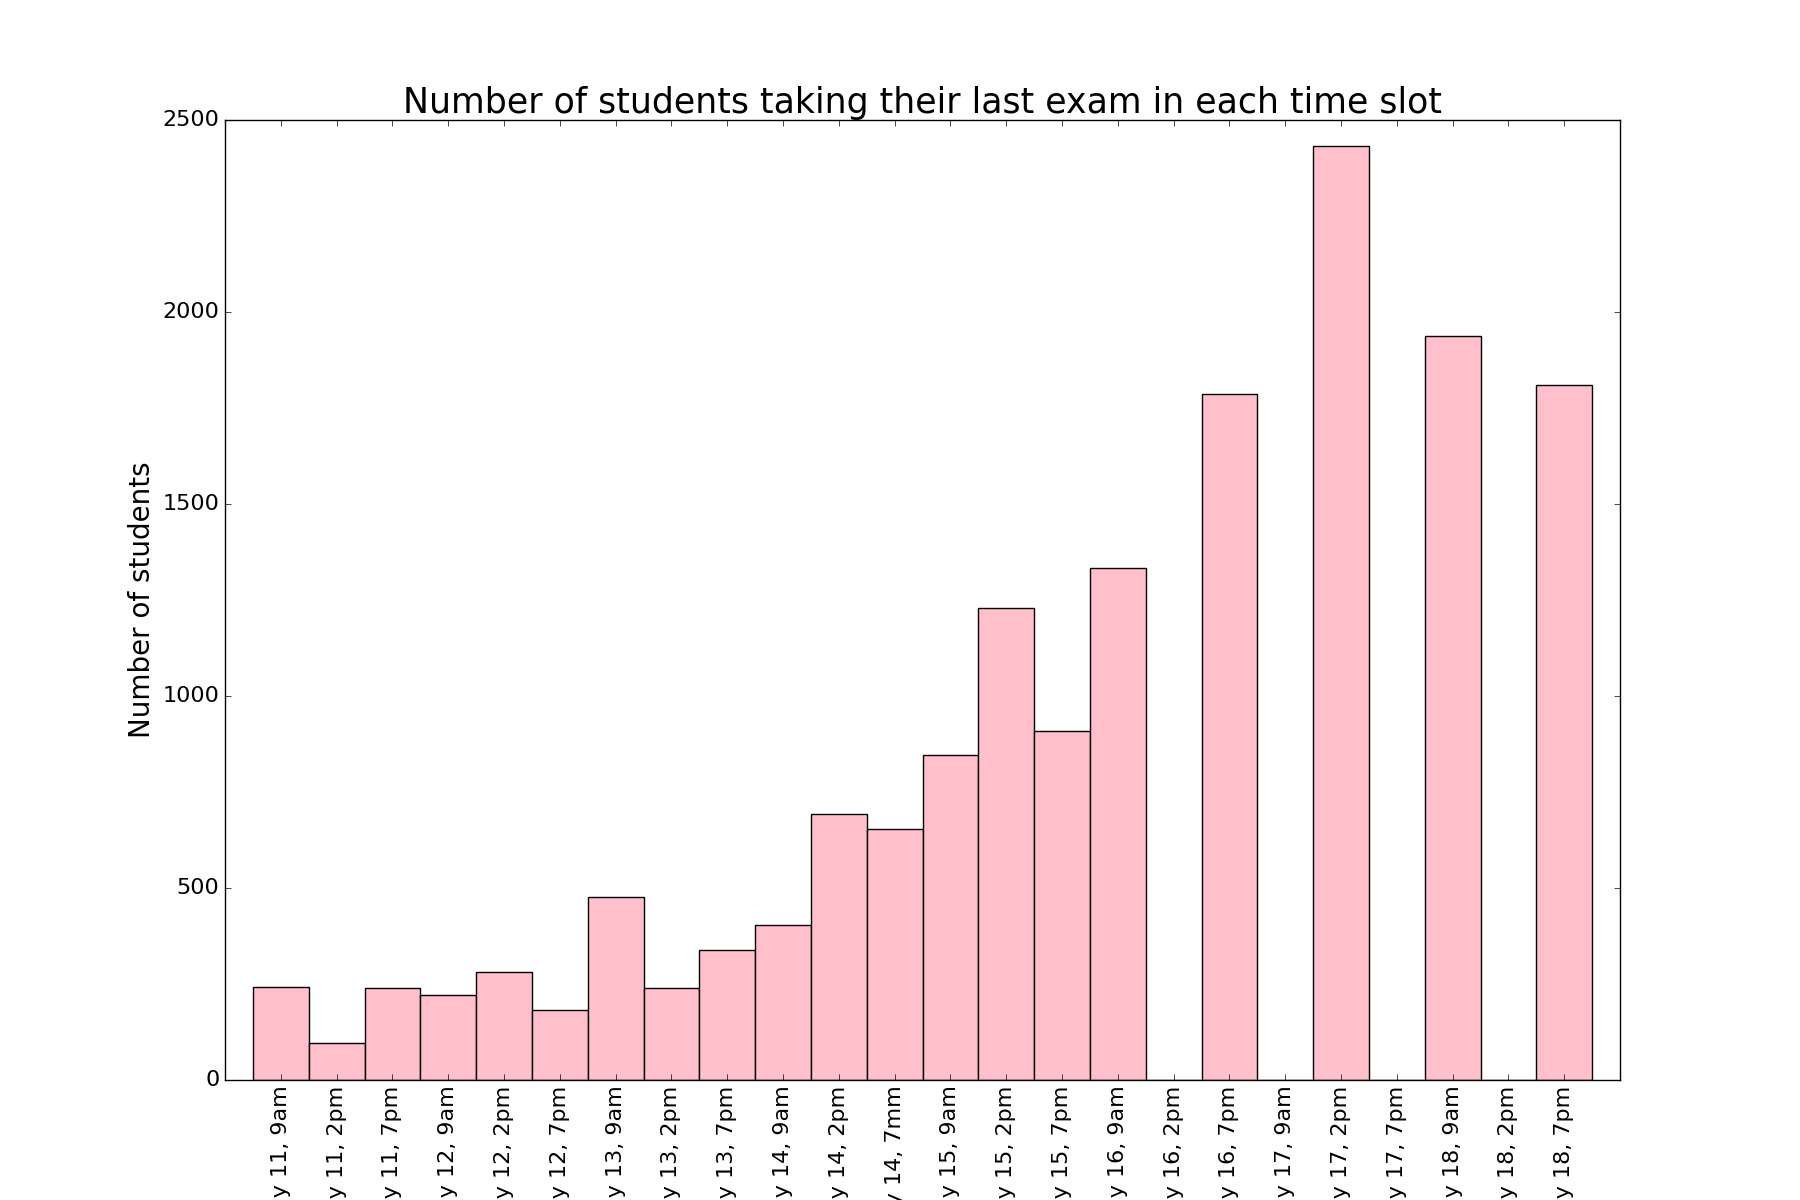 Number of students taking their last exam in each time slot
Number of students
2500
2000
1500
1000
500
0
y 11, 9am
y 11, 2pm
y 11, 7pm
y 12, 9am
y 12, 2pm
y 12, 7pm
y 13, 9am
y 13, 2pm
y 13, 7pm
y 14, 9am
y 14, 2pm
y 14, 7mm
y 15, 9am
y 15, 2pm
y 15, 7pm
y 16, 9am
y 16, 2pm
y 16, 7pm
y 17, 9am
y 17, 2pm
y 17, 7pm
y 18, 9am
y 18, 2pm
y 18, 7pm